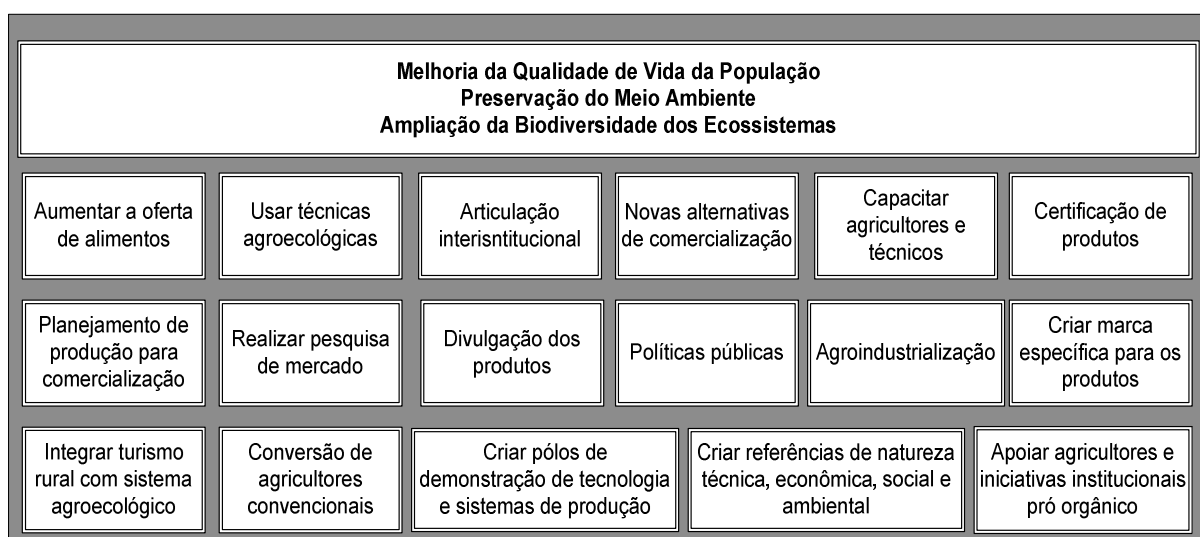 Melhoria da Qualidade de Vida da População
Preservação do Meio Ambiente
Ampliação da Biodiversidade dos Ecossistemas
Aumentar a oferta
de alimentos
Usar técnicas
agroecológicas
Articulação
interisntitucional
Novas alternativas
de comercialização
Capacitar
agricultores e
técnicos
Certificação de
produtos
Planejamento de
produção para
comercialização
Realizar pesquisa
de mercado
Divulgação dos
produtos
Políticas públicas
Agroindustrialização
Criar marca
específica para os
produtos
Integrar turismo
rural com sistema
agroecológico
Conversão de
agricultores
convencionais
Criar pólos de
demonstração de tecnologia
e sistemas de produção
Criar referências de natureza
técnica, econômica, social e
ambiental
Apoiar agricultores e
iniciativas institucionais
pró orgânico